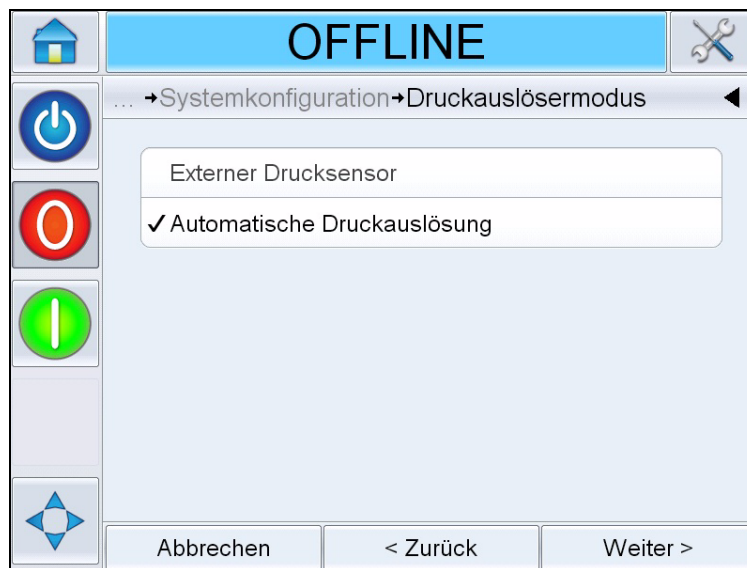 OFFLINE
... →Systemkonfiguration→Druckauslösermodus
Externer Drucksensor
✓Automatische Druckauslösung
Abbrechen
< Zurück
Weiter >